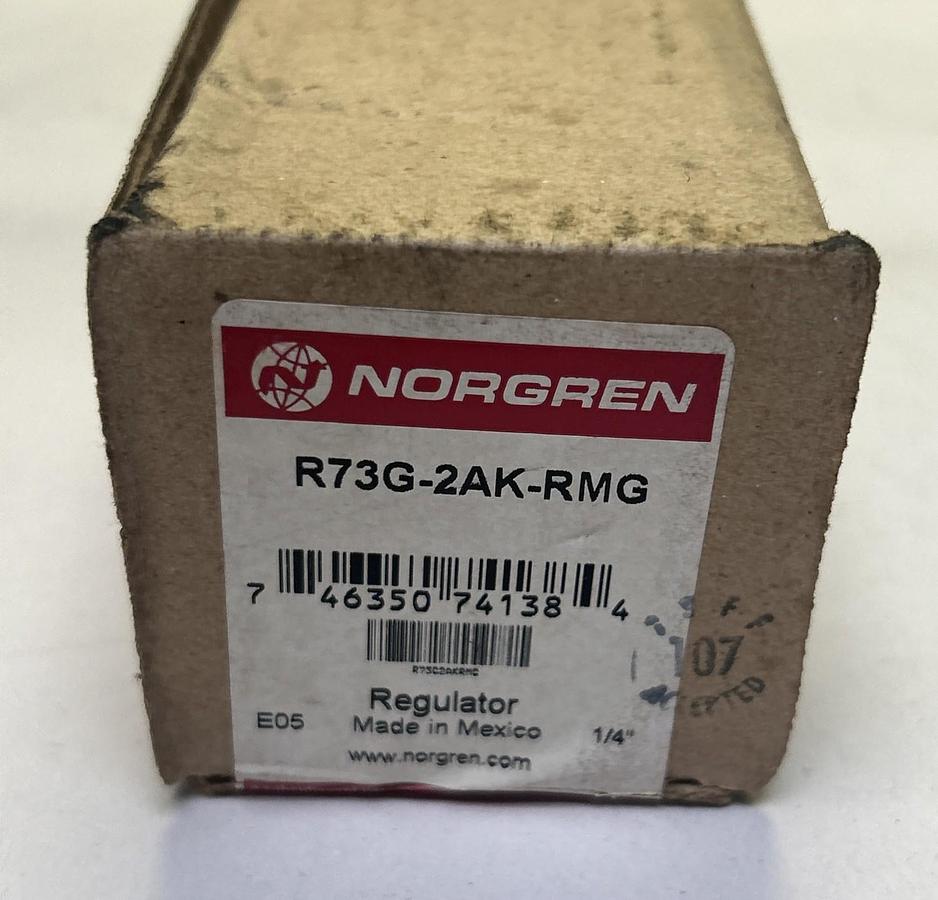 NORGREN
R73G-2AK-RMG
7 46350 74138 4
R73G2AKRMG
Regulator
E05 Made in Mexico 1/4"
www.norgren.com
107
ACCEPTED